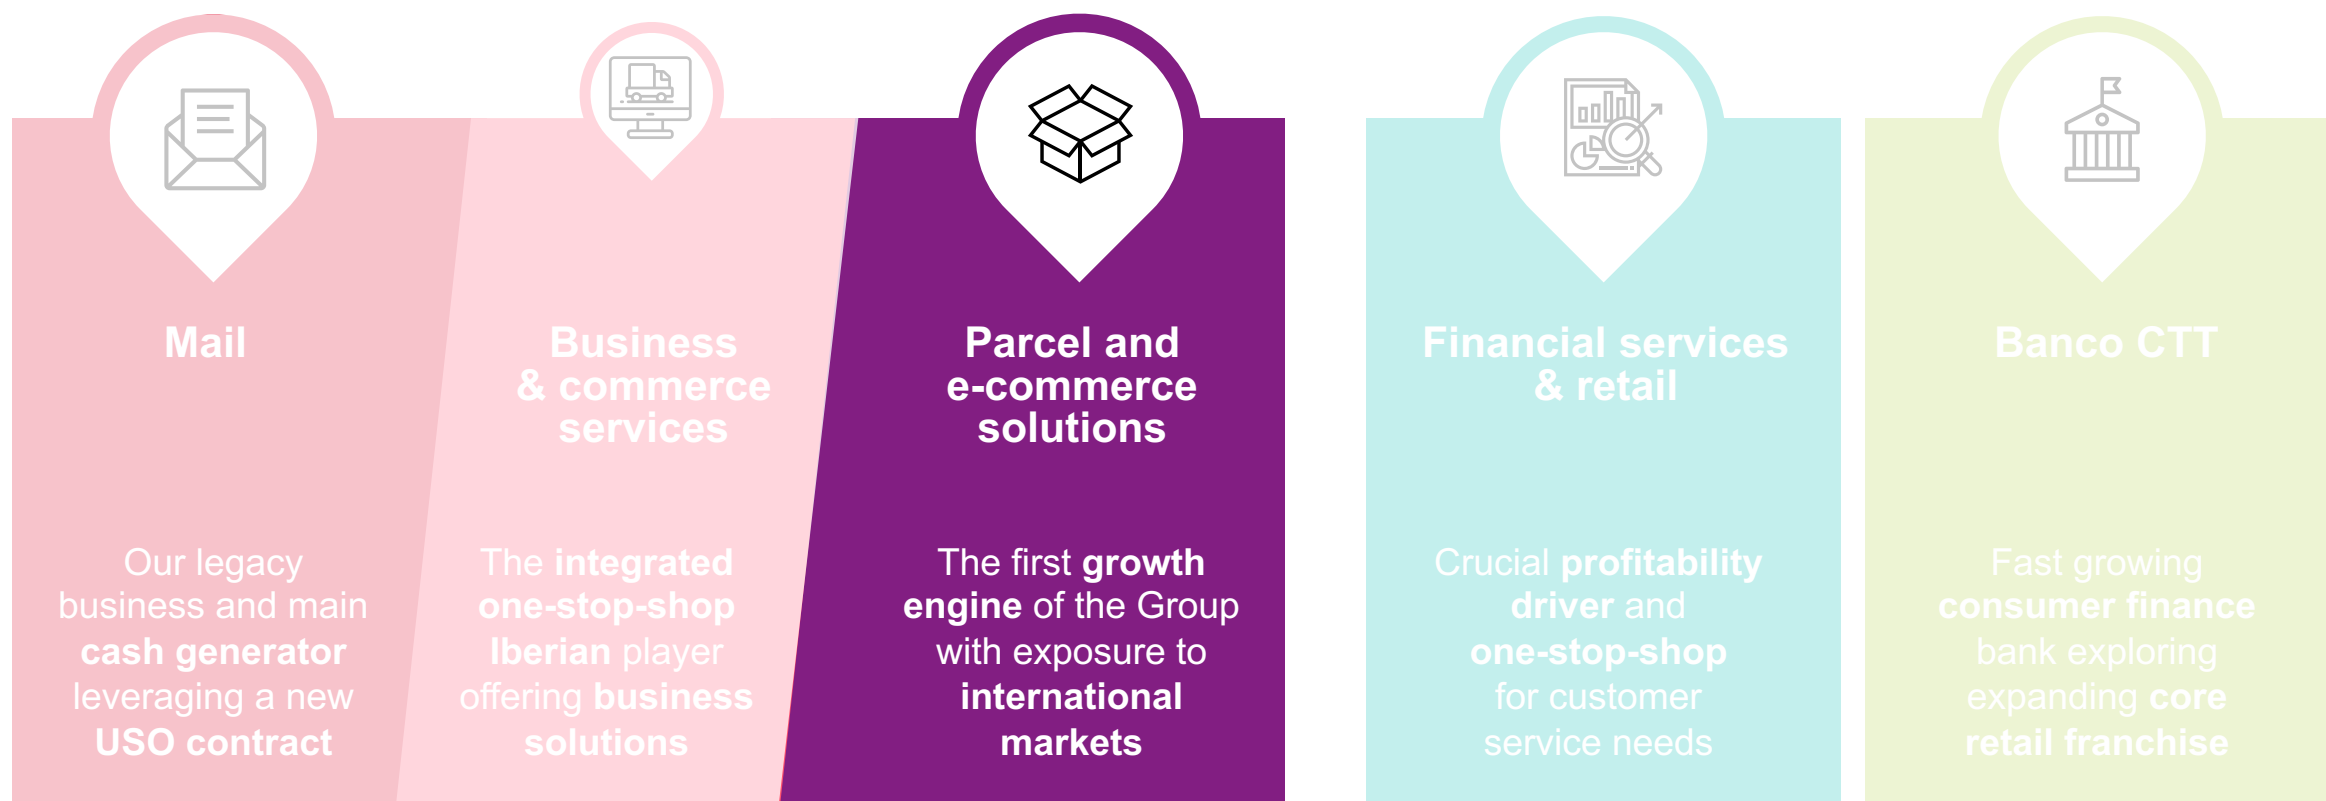 Mail
Our legacy
business and main
cash generator
leveraging a new
USO contract
Business
& commerce
services
The integrated
one-stop-shop
Iberian player
offering business
solutions
Parcel and
e-commerce
solutions
The first growth
engine of the Group
with exposure to
international
markets
Financial services
& retail
Crucial profitability
driver and
one-stop-shop
for customer
service needs
Banco CTT
Fast growing
consumer finance
bank exploring
expanding core
retail franchise